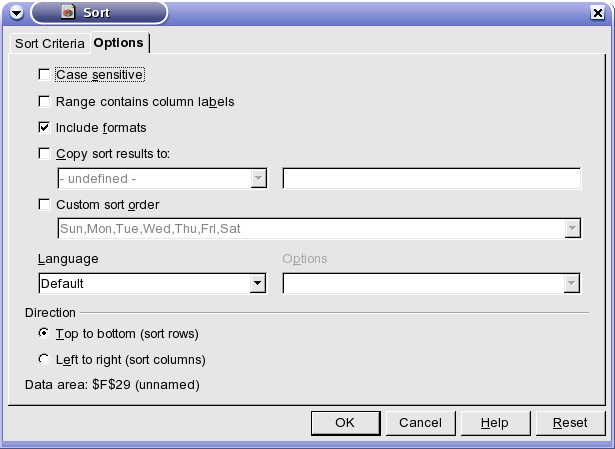 Sort
Sort Criteria Options
Case sensitive
Range contains column labels
Include formats
Copy sort results to:
- undefined -
Custom sort order
Sun,Mon,Tue,Wed,Thu,Fri,Sat
Language Options
Default
Direction
Top to bottom (sort rows)
Left to right (sort columns)
Data area: $F$29 (unnamed)
OK Cancel Help Reset